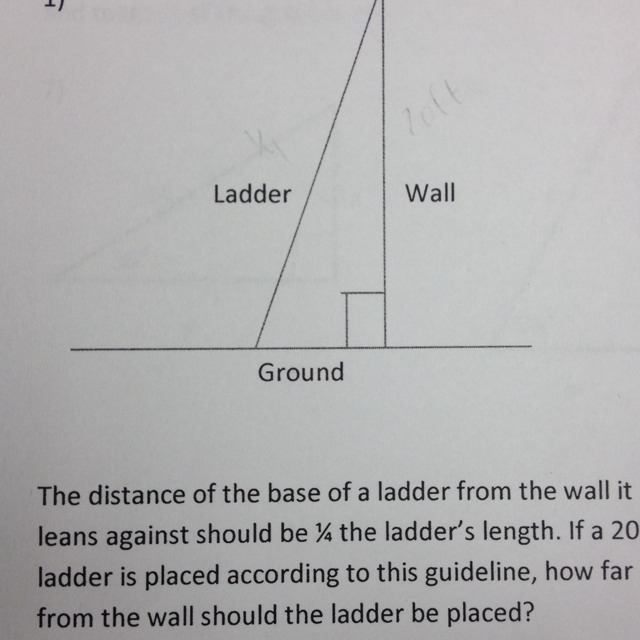 1)
Ladder
Wall
Ground
The distance of the base of a ladder from the wall it
leans against should be ¼ the ladder's length. If a 20
ladder is placed according to this guideline, how far
from the wall should the ladder be placed?